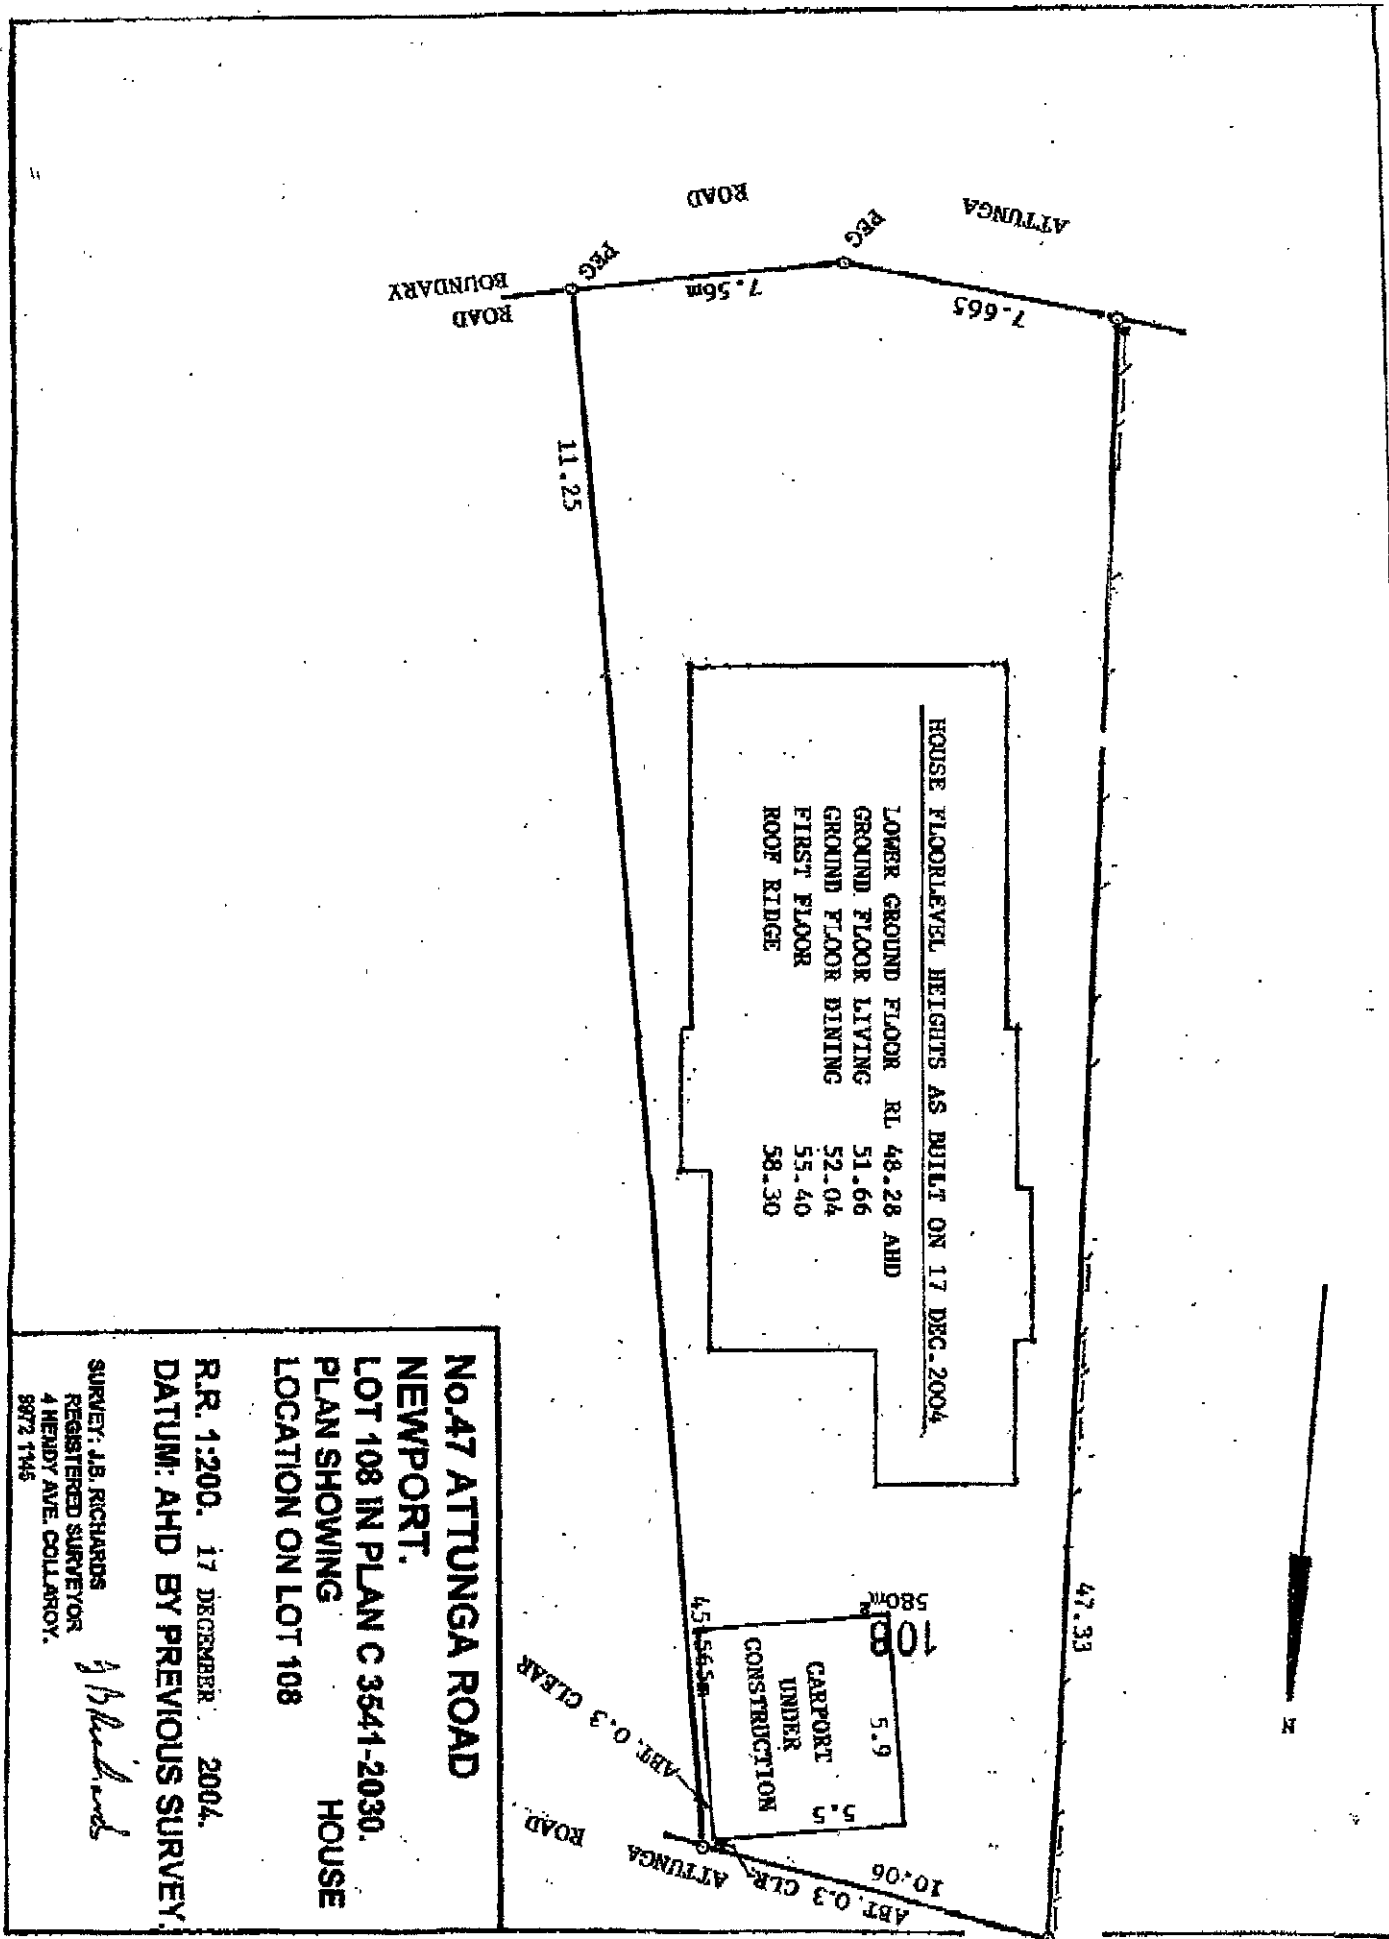 ROAD
ATTUNGA
PEG
PEG
ROAD
BOUNDARY
7.56m
7.665
11.25
47.33
HOUSE FLOORLEVEL HEIGHTS AS BUILT ON 17 DEC.2004
LOWER GROUND FLOOR RL 48.28 AHD
GROUND FLOOR LIVING 51.66
GROUND FLOOR DINING 52.04
FIRST FLOOR 55.40
ROOF RIDGE 58.30
108
580m²
CARPORT
UNDER
CONSTRUCTION
5.9
5.5
10.06
ABT. 0.3 CLEAR
ABT. 0.3 CLR
ATTUNGA
ROAD
N
No.47 ATTUNGA ROAD
NEWPORT.
LOT 108 IN PLAN C 3541-2030.
PLAN SHOWING HOUSE
LOCATION ON LOT 108
R.R. 1:200. 17 DECEMBER. 2004.
DATUM: AHD BY PREVIOUS SURVEY.
SURVEY: J.B. RICHARDS
REGISTERED SURVEYOR
4 HENDY AVE. COLLAROY.